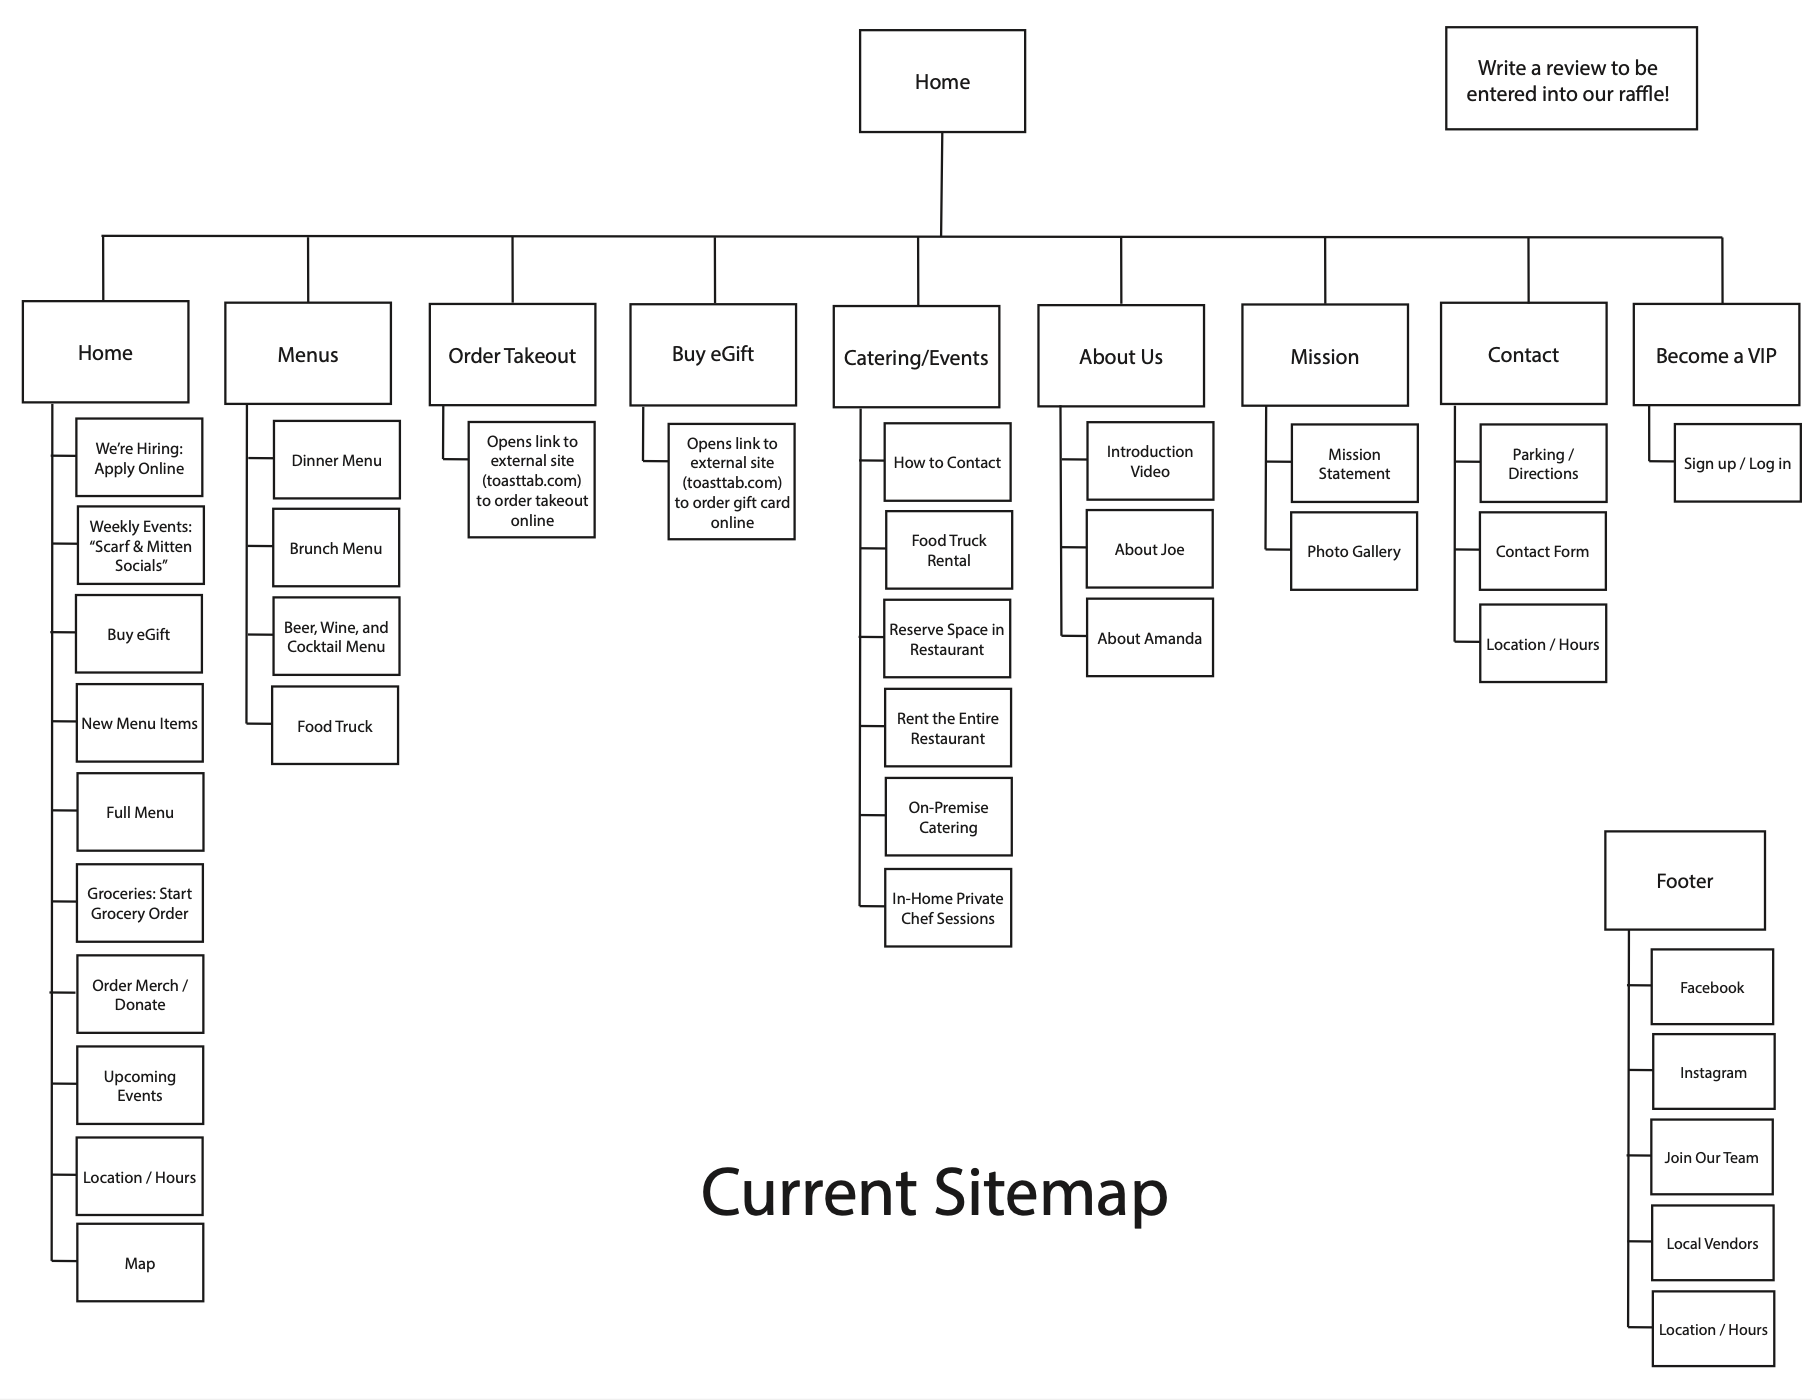 Home
Write a review to be
entered into our raffle!
Home
Menus
Order Takeout
Buy eGift
Catering/Events
About Us
Mission
Contact
Become a VIP
We’re Hiring:
Apply Online
Weekly Events:
“Scarf & Mitten
Socials”
Buy eGift
New Menu Items
Full Menu
Groceries: Start
Grocery Order
Order Merch /
Donate
Upcoming
Events
Location / Hours
Map
Dinner Menu
Brunch Menu
Beer, Wine, and
Cocktail Menu
Food Truck
Opens link to
external site
(toasttab.com)
to order takeout
online
Opens link to
external site
(toasttab.com)
to order gift card
online
How to Contact
Food Truck
Rental
Reserve Space in
Restaurant
Rent the Entire
Restaurant
On-Premise
Catering
In-Home Private
Chef Sessions
Introduction
Video
About Joe
About Amanda
Mission
Statement
Photo Gallery
Parking /
Directions
Contact Form
Location / Hours
Sign up / Log in
Footer
Facebook
Instagram
Join Our Team
Local Vendors
Location / Hours
Current Sitemap